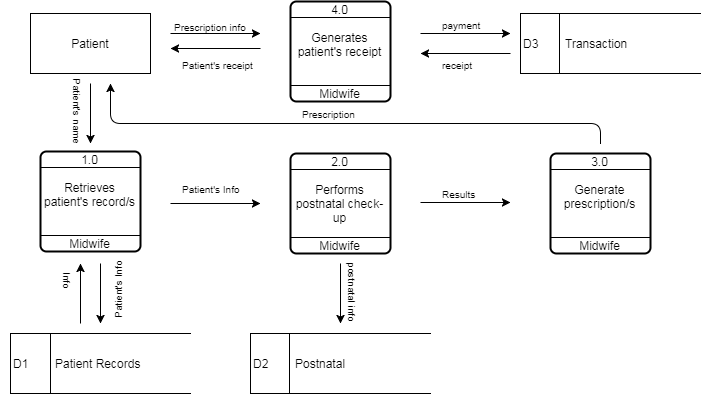 Patient
Prescription info
Patient's receipt
4.0
Generates
patient's receipt
Midwife
payment
receipt
D3
Transaction
Patient's name
Prescription
1.0
Retrieves
patient's record/s
Midwife
Patient's Info
2.0
Performs
postnatal check-
up
Midwife
Results
3.0
Generate
prescription/s
Midwife
Info
Patient's Info
postnatal info
D1
Patient Records
D2
Postnatal